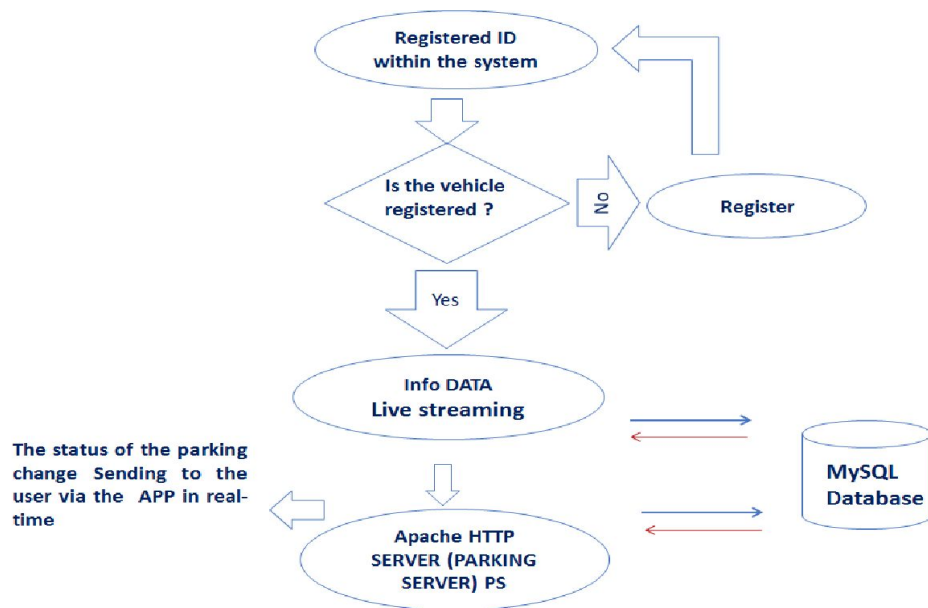 Registered ID
within the system
Is the vehicle
registered ?
No
Register
Yes
Info DATA
Live streaming
The status of the parking
change Sending to the
user via the APP in real-
time
MySQL
Database
Apache HTTP
SERVER (PARKING
SERVER) PS